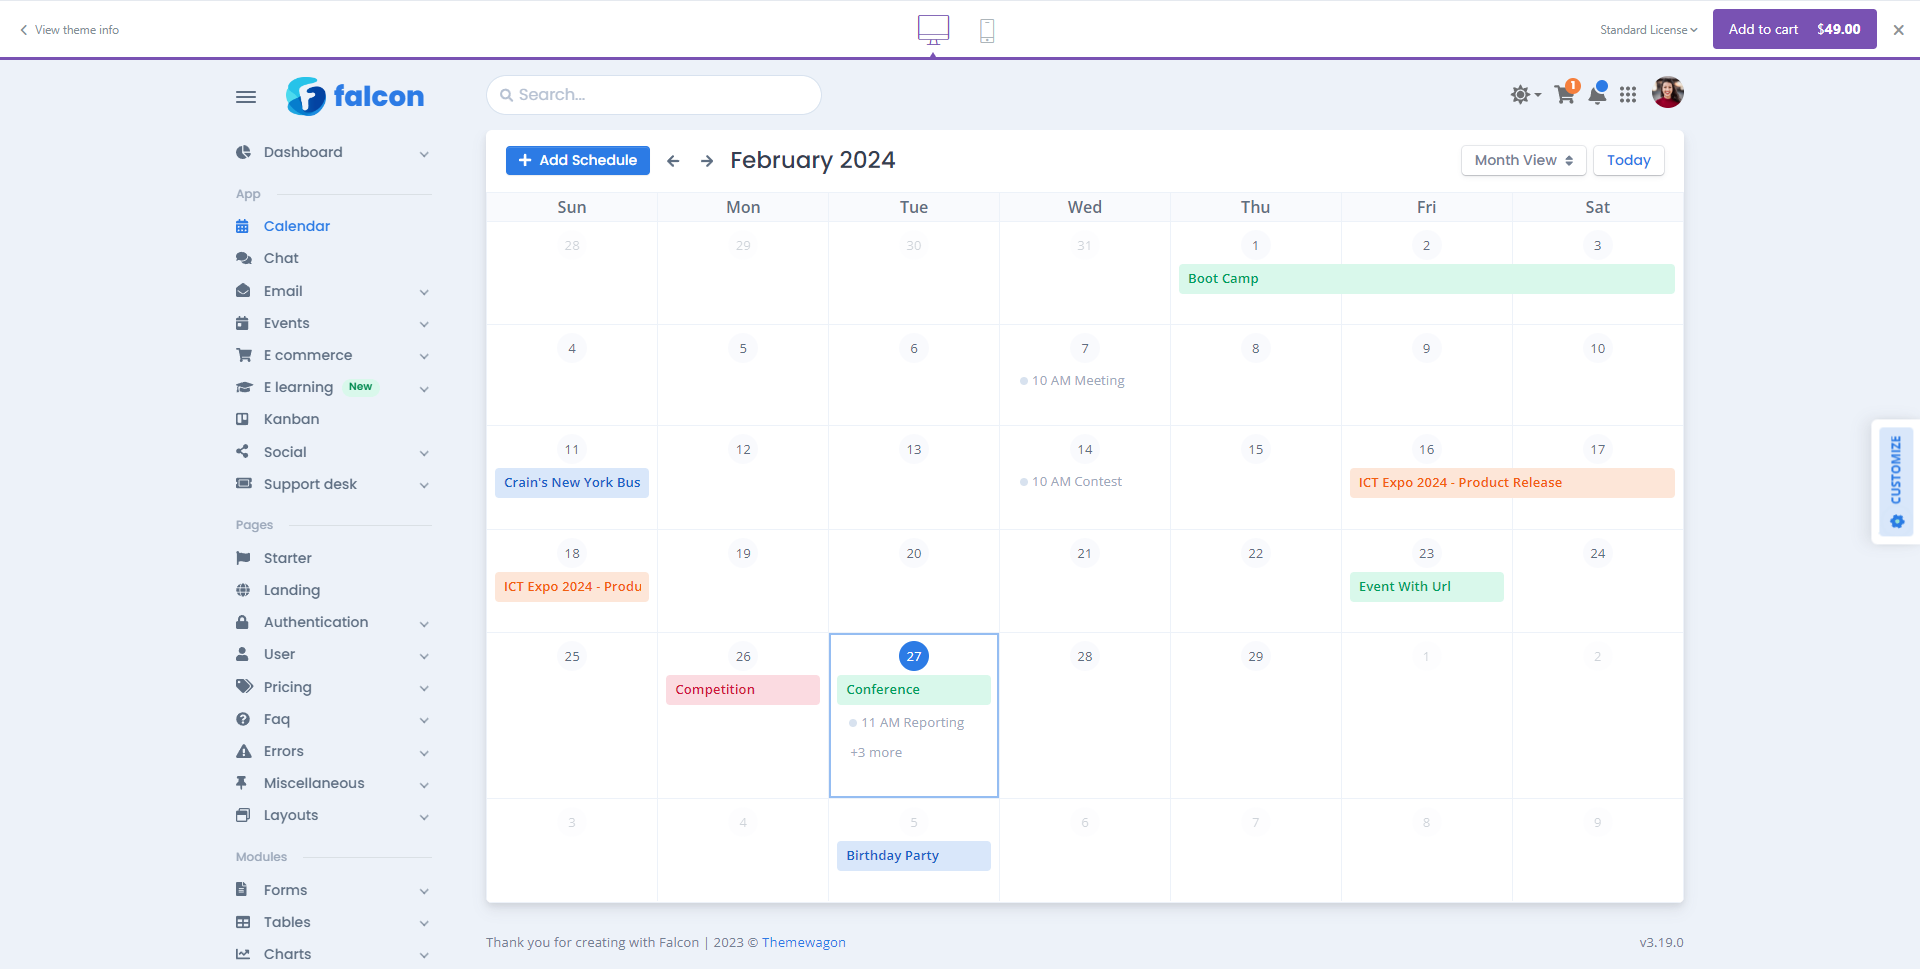 View theme info
Standard License
Add to cart $49.00
falcon
Search...
1
Dashboard
App
Calendar
Chat
Email
Events
E commerce
E learning New
Kanban
Social
Support desk
Pages
Starter
Landing
Authentication
User
Pricing
Faq
Errors
Miscellaneous
Layouts
Modules
Forms
Tables
Charts
Add Schedule
February 2024
Month View
Today
Sun Mon Tue Wed Thu Fri Sat
28 29 30 31 1 2 3
Boot Camp
4 5 6 7 8 9 10
10 AM Meeting
11 12 13 14 15 16 17
Crain's New York Bus
10 AM Contest
ICT Expo 2024 - Product Release
18 19 20 21 22 23 24
ICT Expo 2024 - Produ
Event With Url
25 26 27 28 29 1 2
Competition
Conference
11 AM Reporting
+3 more
3 4 5 6 7 8 9
Birthday Party
CUSTOMIZE
Thank you for creating with Falcon | 2023 © Themewagon
v3.19.0